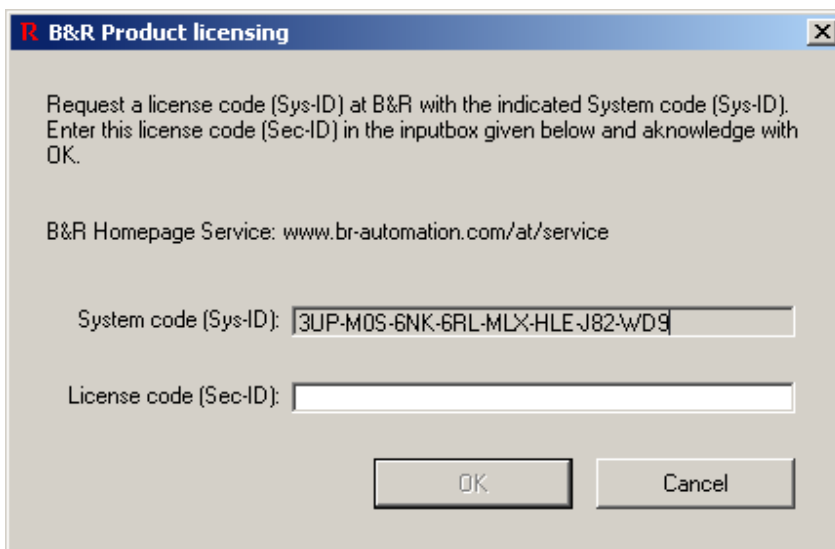 R B&R Product licensing
Request a license code (Sys-ID) at B&R with the indicated System code (Sys-ID).
Enter this license code (Sec-ID) in the inputbox given below and aknowledge with
OK.
B&R Homepage Service: www.br-automation.com/at/service
System code (Sys-ID): 3UP-M0S-6NK-6RL-MLX-HLE-J82-WD9
License code (Sec-ID):
OK Cancel